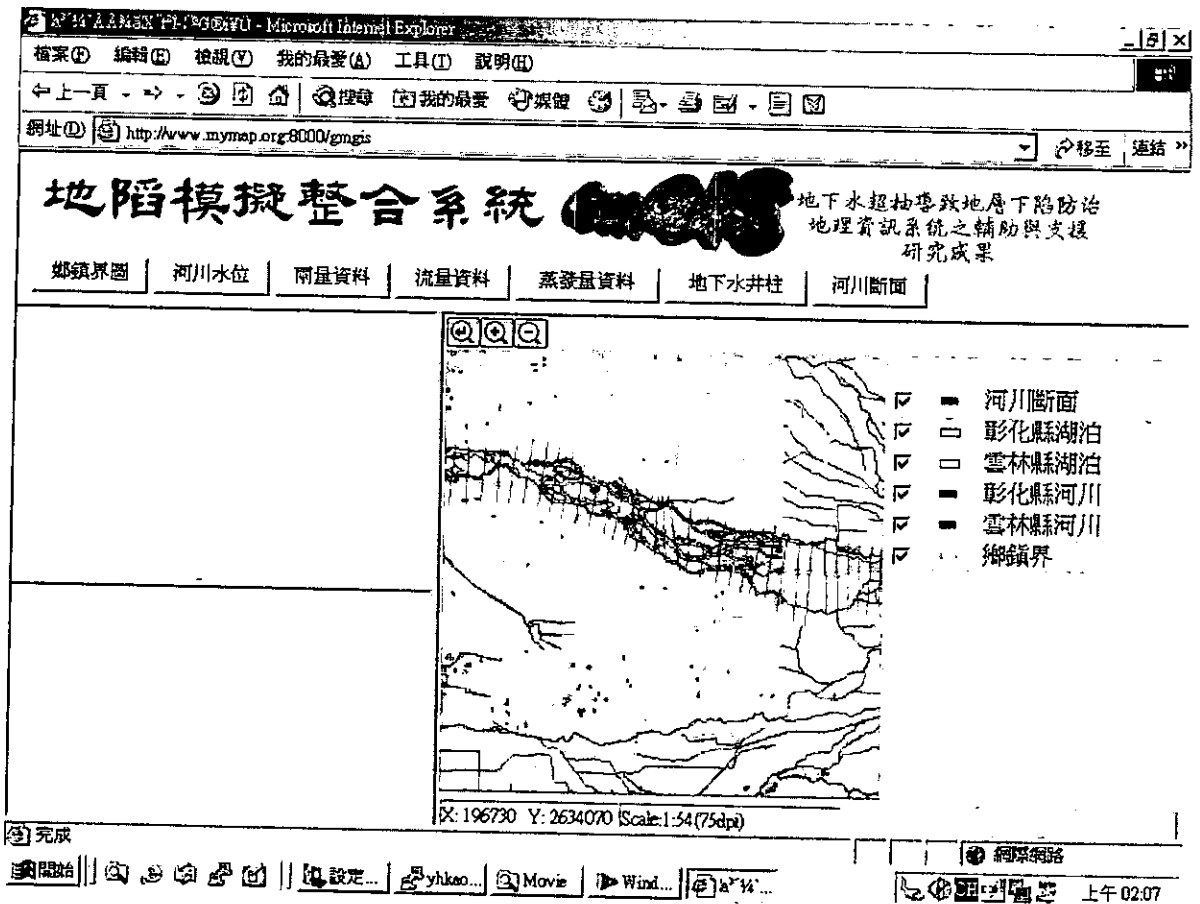 - Microsoft Internet Explorer
檔案(F) 編輯(E) 檢視(V) 我的最愛(A) 工具(T) 說明(H)
上一頁 搜尋 我的最愛 媒體
網址(D) http://www.mymap.org:8000/gmgis 移至 連結 »
地陷模擬整合系統
地下水超抽導致地層下陷防治
地理資訊系統之輔助與支援
研究成果
鄉鎮界圖 河川水位 雨量資料 流量資料 蒸發量資料 地下水井柱 河川斷面
河川斷面
彰化縣湖泊
雲林縣湖泊
彰化縣河川
雲林縣河川
鄉鎮界
X: 196730 Y: 2634070 Scale:1:54(75dpi)
完成
網際網路
開始 設定... yhkao... Movie Wind...
CH 上午 02:07